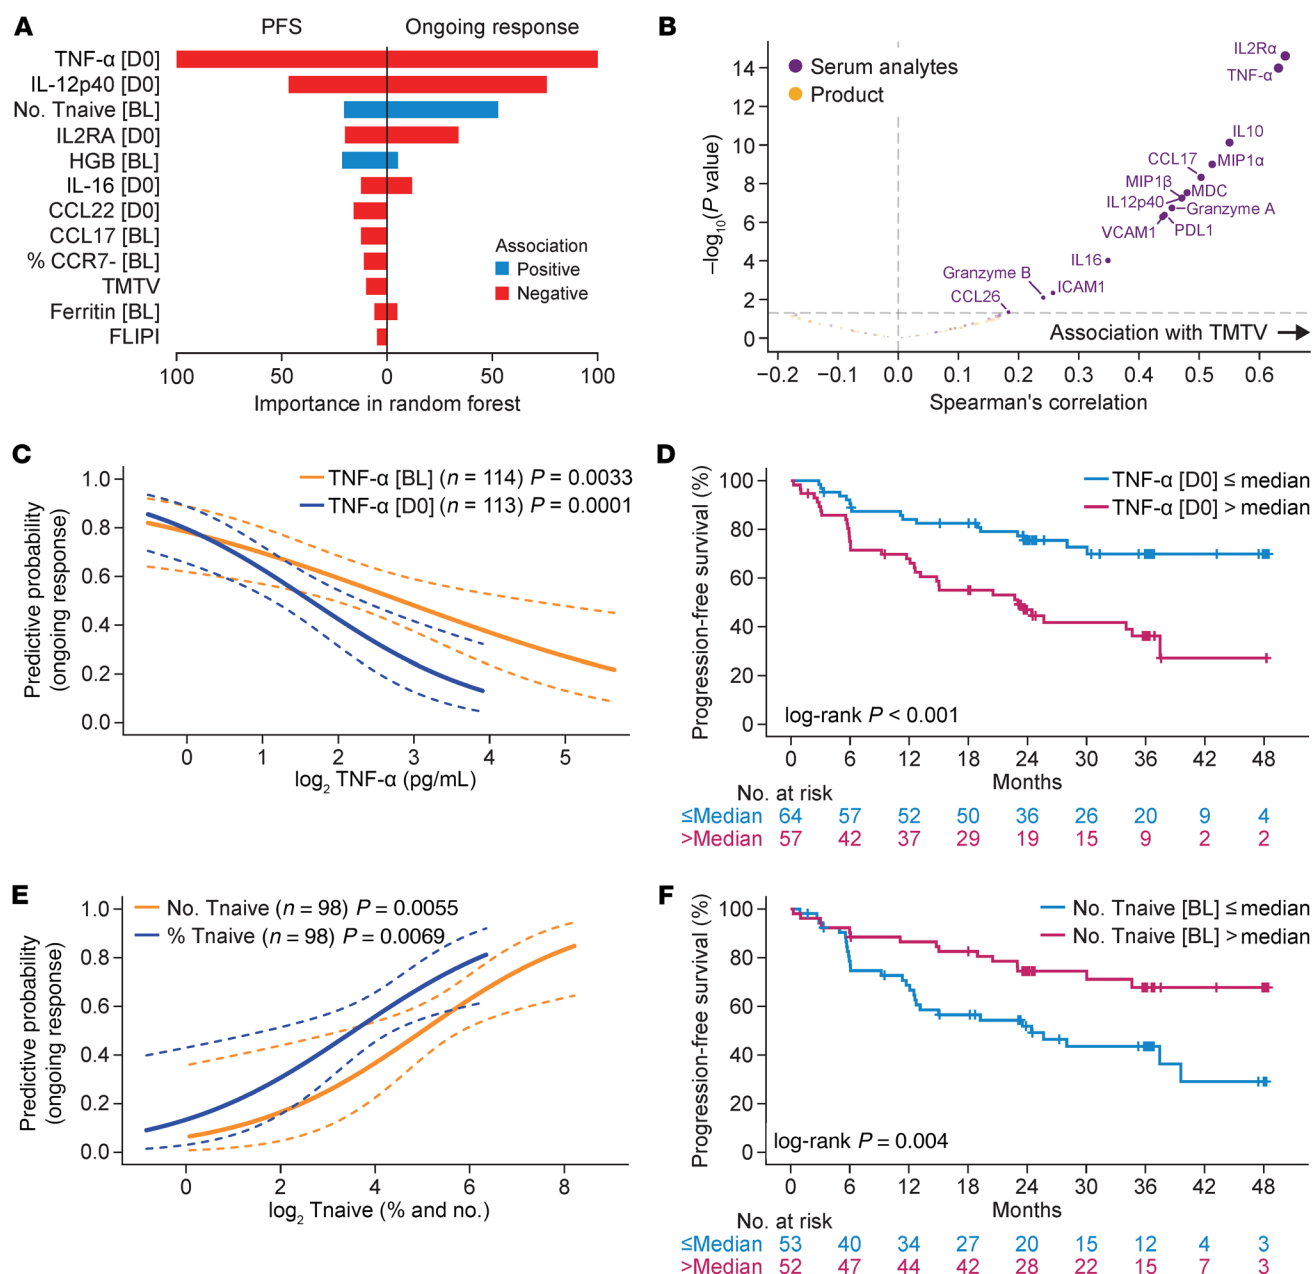 A
PFS
Ongoing response
TNF-α [D0]
IL-12p40 [D0]
No. Tnaive [BL]
IL2RA [D0]
HGB [BL]
IL-16 [D0]
CCL22 [D0]
CCL17 [BL]
% CCR7- [BL]
TMTV
Ferritin [BL]
FLIPI
Association
Positive
Negative
100 50 0 50 100
Importance in random forest
B
Serum analytes
Product
–log10(P value)
14
12
10
8
6
4
2
0
IL2Rα
TNF-α
IL10
CCL17
MIP1α
MIP1β
MDC
IL12p40
Granzyme A
VCAM1
PDL1
IL16
Granzyme B
ICAM1
CCL26
Association with TMTV
−0.2 −0.1 0.0 0.1 0.2 0.3 0.4 0.5 0.6
Spearman's correlation
C
Predictive probability
(ongoing response)
1.0
0.8
0.6
0.4
0.2
0.0
TNF-α [BL] (n = 114) P = 0.0033
TNF-α [D0] (n = 113) P = 0.0001
0 1 2 3 4 5
log2 TNF-α (pg/mL)
D
Progression-free survival (%)
100
80
60
40
20
0
TNF-α [D0] ≤ median
TNF-α [D0] > median
log-rank P < 0.001
0 6 12 18 24 30 36 42 48
Months
No. at risk
≤Median 64 57 52 50 36 26 20 9 4
>Median 57 42 37 29 19 15 9 2 2
E
Predictive probability
(ongoing response)
1.0
0.8
0.6
0.4
0.2
0.0
No. Tnaive (n = 98) P = 0.0055
% Tnaive (n = 98) P = 0.0069
0 2 4 6 8
log2 Tnaive (% and no.)
F
Progression-free survival (%)
100
80
60
40
20
0
No. Tnaive [BL] ≤ median
No. Tnaive [BL] > median
log-rank P = 0.004
0 6 12 18 24 30 36 42 48
Months
No. at risk
≤Median 53 40 34 27 20 15 12 4 3
>Median 52 47 44 42 28 22 15 7 3